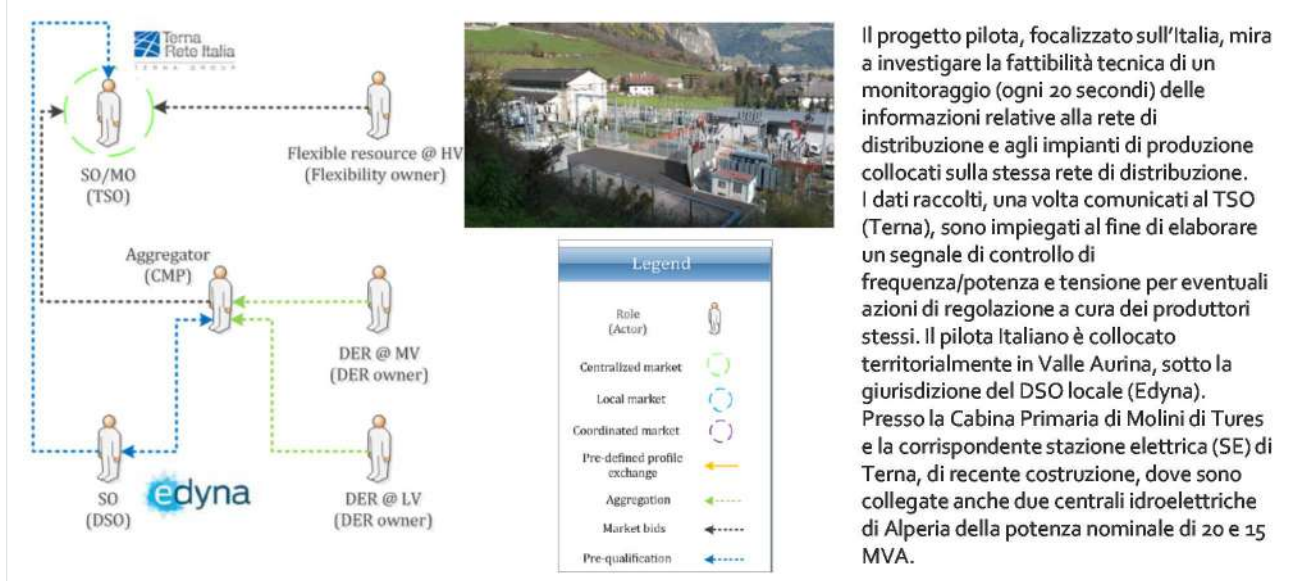 Terna
Rete Italia
TERNA GROUP
SO/MO
(TSO)
Flexible resource @ HV
(Flexibility owner)
Aggregator
(CMP)
DER @ MV
(DER owner)
SO
(DSO)
edyna
DER @ LV
(DER owner)
Legend
Role
(Actor)
Centralized market
Local market
Coordinated market
Pre-defined profile
exchange
Aggregation
Market bids
Pre-qualification
Il progetto pilota, focalizzato sull'Italia, mira
a investigare la fattibilità tecnica di un
monitoraggio (ogni 20 secondi) delle
informazioni relative alla rete di
distribuzione e agli impianti di produzione
collocati sulla stessa rete di distribuzione.
I dati raccolti, una volta comunicati al TSO
(Terna), sono impiegati al fine di elaborare
un segnale di controllo di
frequenza/potenza e tensione per eventuali
azioni di regolazione a cura dei produttori
stessi. Il pilota Italiano è collocato
territorialmente in Valle Aurina, sotto la
giurisdizione del DSO locale (Edyna).
Presso la Cabina Primaria di Molini di Tures
e la corrispondente stazione elettrica (SE) di
Terna, di recente costruzione, dove sono
collegate anche due centrali idroelettriche
di Alperia della potenza nominale di 20 e 15
MVA.